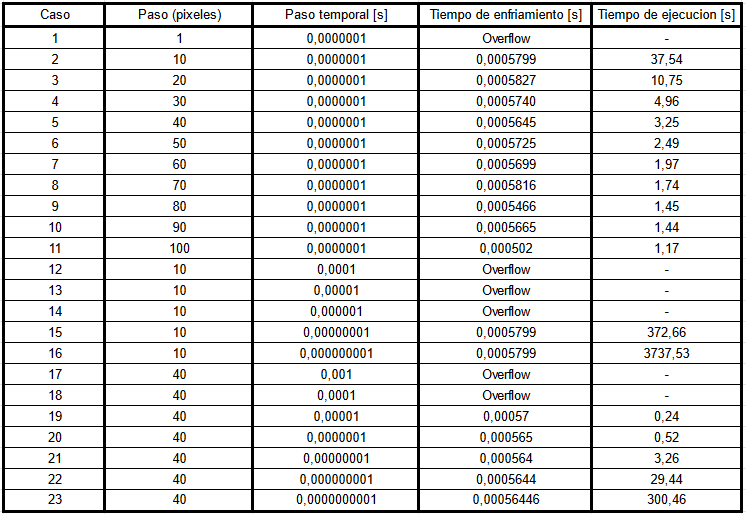 Caso Paso (pixeles) Paso temporal [s] Tiempo de enfriamiento [s] Tiempo de ejecucion [s]
1 1 0,0000001 Overflow -
2 10 0,0000001 0,0005799 37,54
3 20 0,0000001 0,0005827 10,75
4 30 0,0000001 0,0005740 4,96
5 40 0,0000001 0,0005645 3,25
6 50 0,0000001 0,0005725 2,49
7 60 0,0000001 0,0005699 1,97
8 70 0,0000001 0,0005816 1,74
9 80 0,0000001 0,0005466 1,45
10 90 0,0000001 0,0005665 1,44
11 100 0,0000001 0,000502 1,17
12 10 0,0001 Overflow -
13 10 0,00001 Overflow -
14 10 0,000001 Overflow -
15 10 0,00000001 0,0005799 372,66
16 10 0,000000001 0,0005799 3737,53
17 40 0,001 Overflow -
18 40 0,0001 Overflow -
19 40 0,00001 0,00057 0,24
20 40 0,0000001 0,000565 0,52
21 40 0,00000001 0,000564 3,26
22 40 0,000000001 0,0005644 29,44
23 40 0,0000000001 0,00056446 300,46